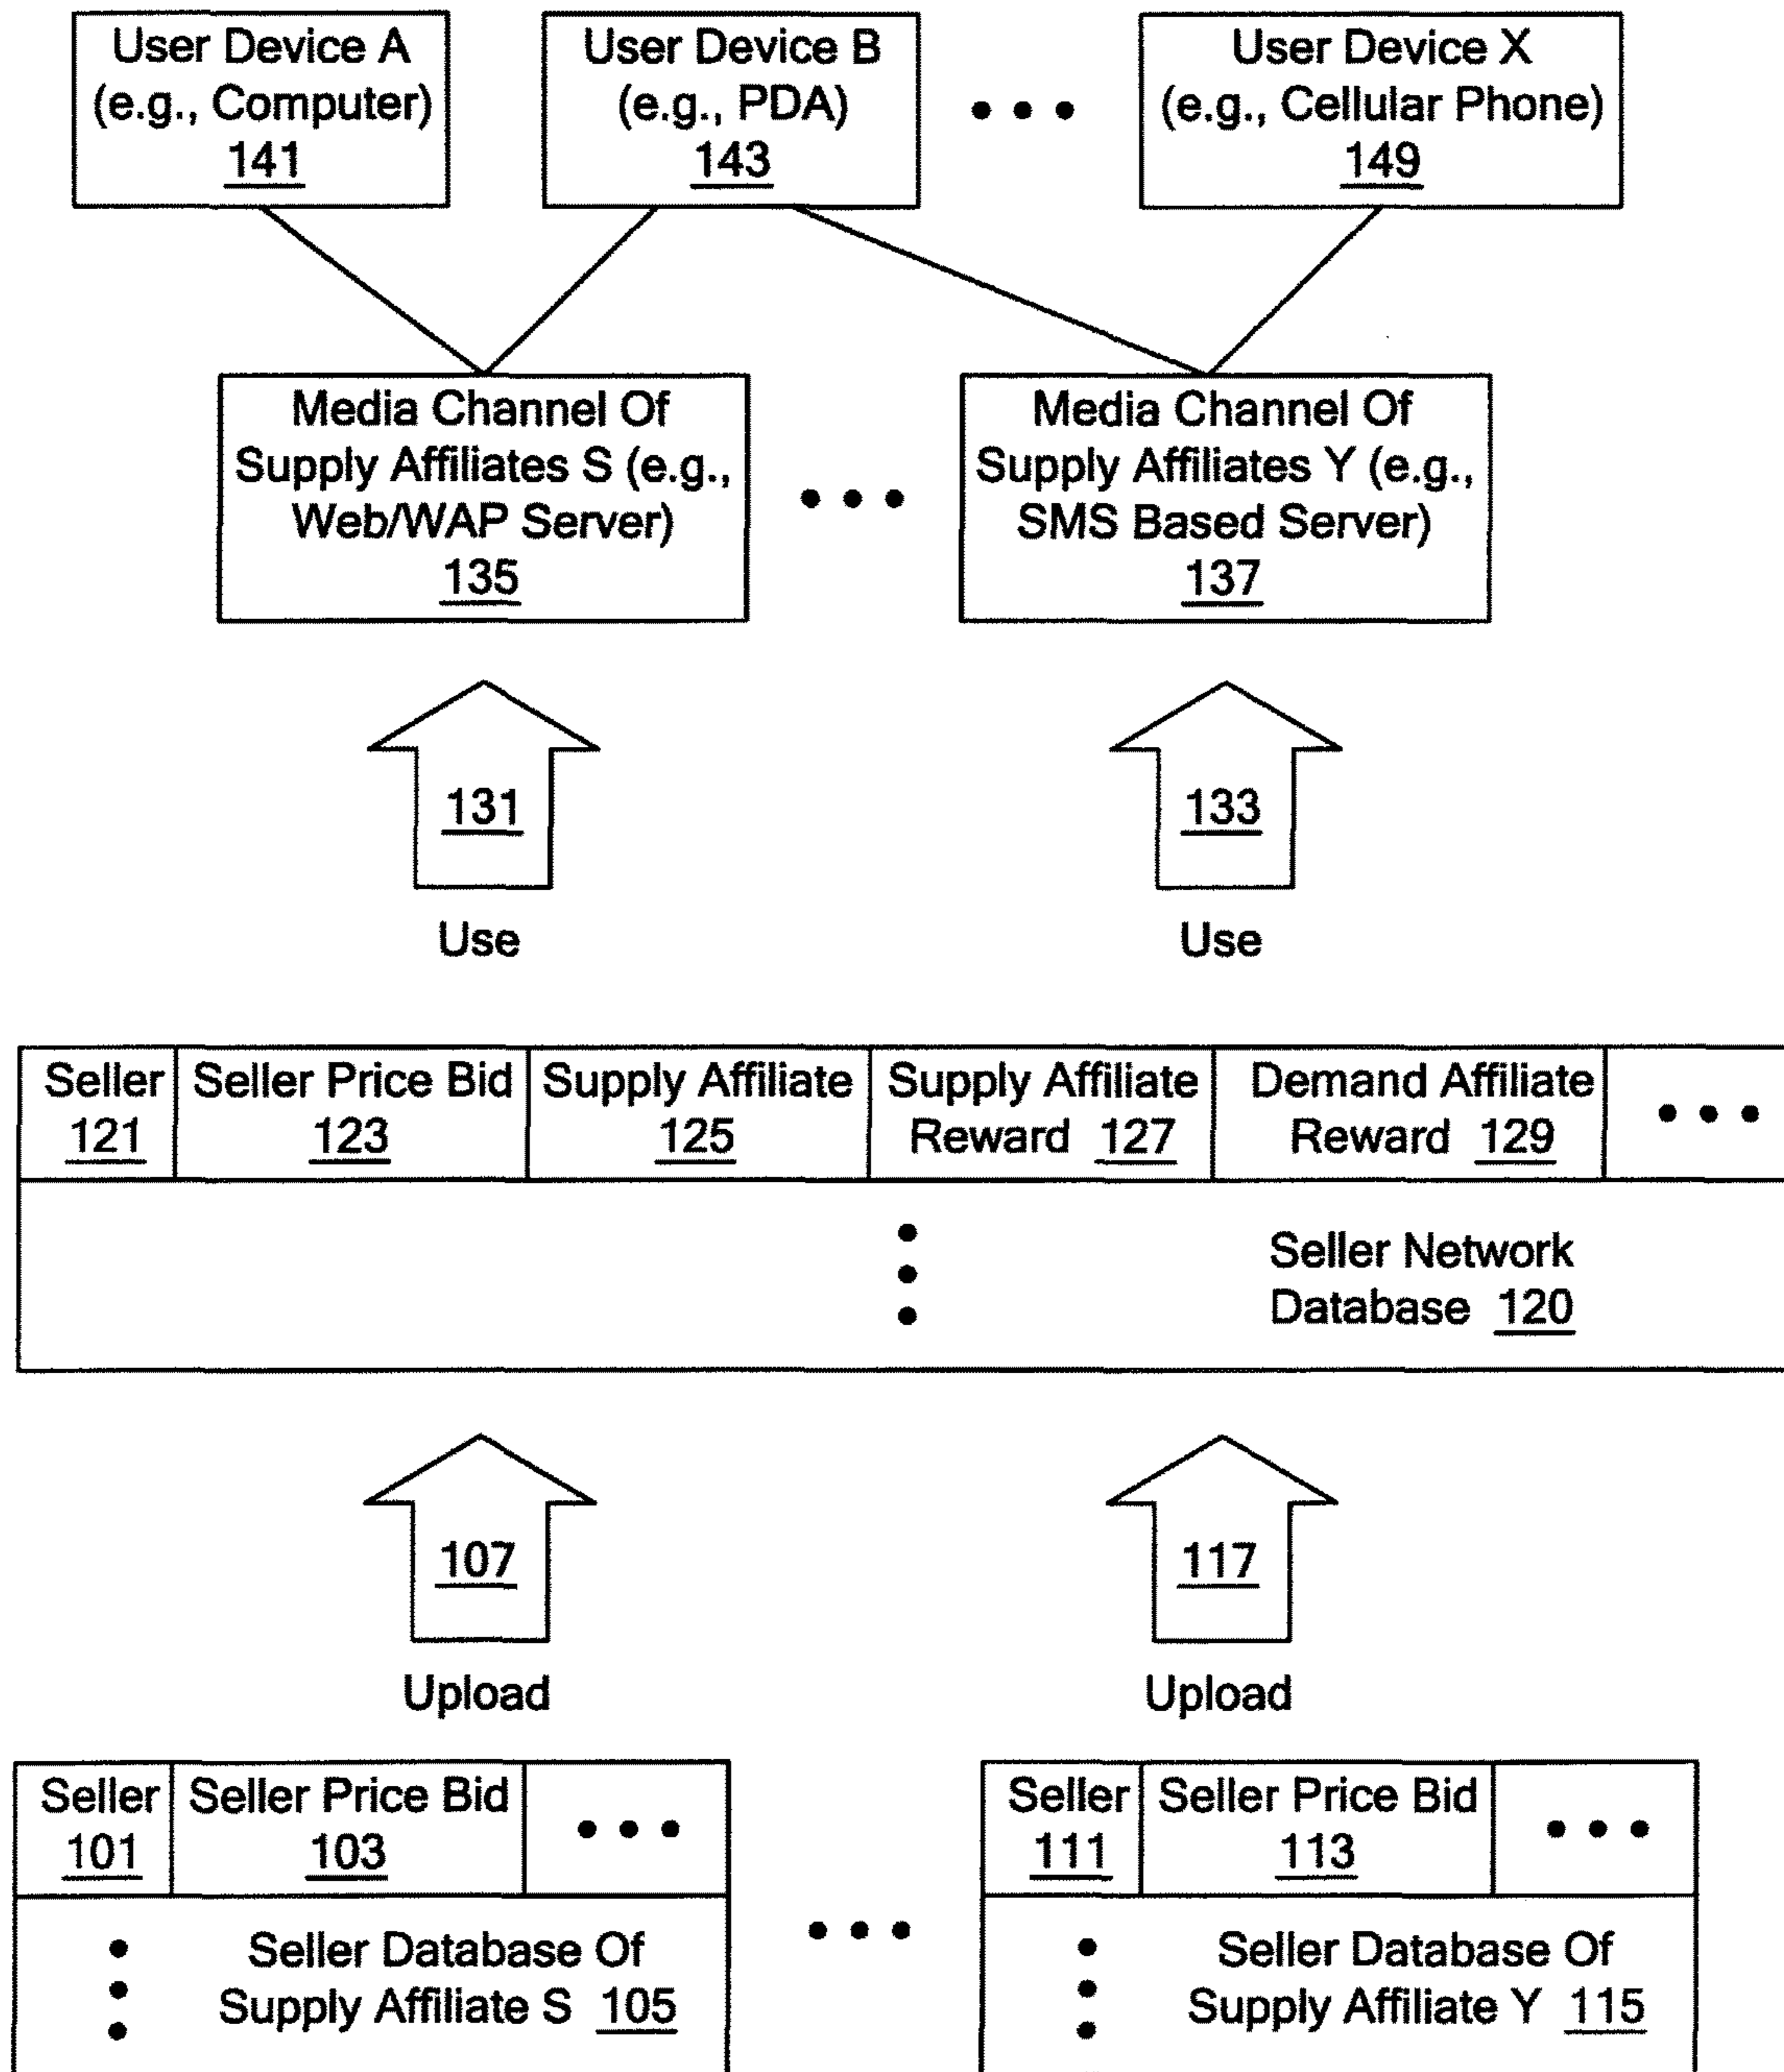 User Device A
(e.g., Computer)
141
User Device B
(e.g., PDA)
143
User Device X
(e.g., Cellular Phone)
149
Media Channel Of
Supply Affiliates S (e.g.,
Web/WAP Server)
135
Media Channel Of
Supply Affiliates Y (e.g.,
SMS Based Server)
137
131
Use
133
Use
Seller
121
Seller Price Bid
123
Supply Affiliate
125
Supply Affiliate
Reward 127
Demand Affiliate
Reward 129
Seller Network
Database 120
107
Upload
117
Upload
Seller
101
Seller Price Bid
103
Seller Database Of
Supply Affiliate S 105
Seller
111
Seller Price Bid
113
Seller Database Of
Supply Affiliate Y 115